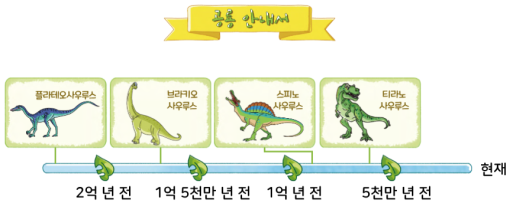 공룡 안내서
플라테오사우루스
브라키오
사우루스
스피노
사우루스
티라노
사우루스
현재
2억 년 전
1억 5천만 년 전
1억 년 전
5천만 년 전